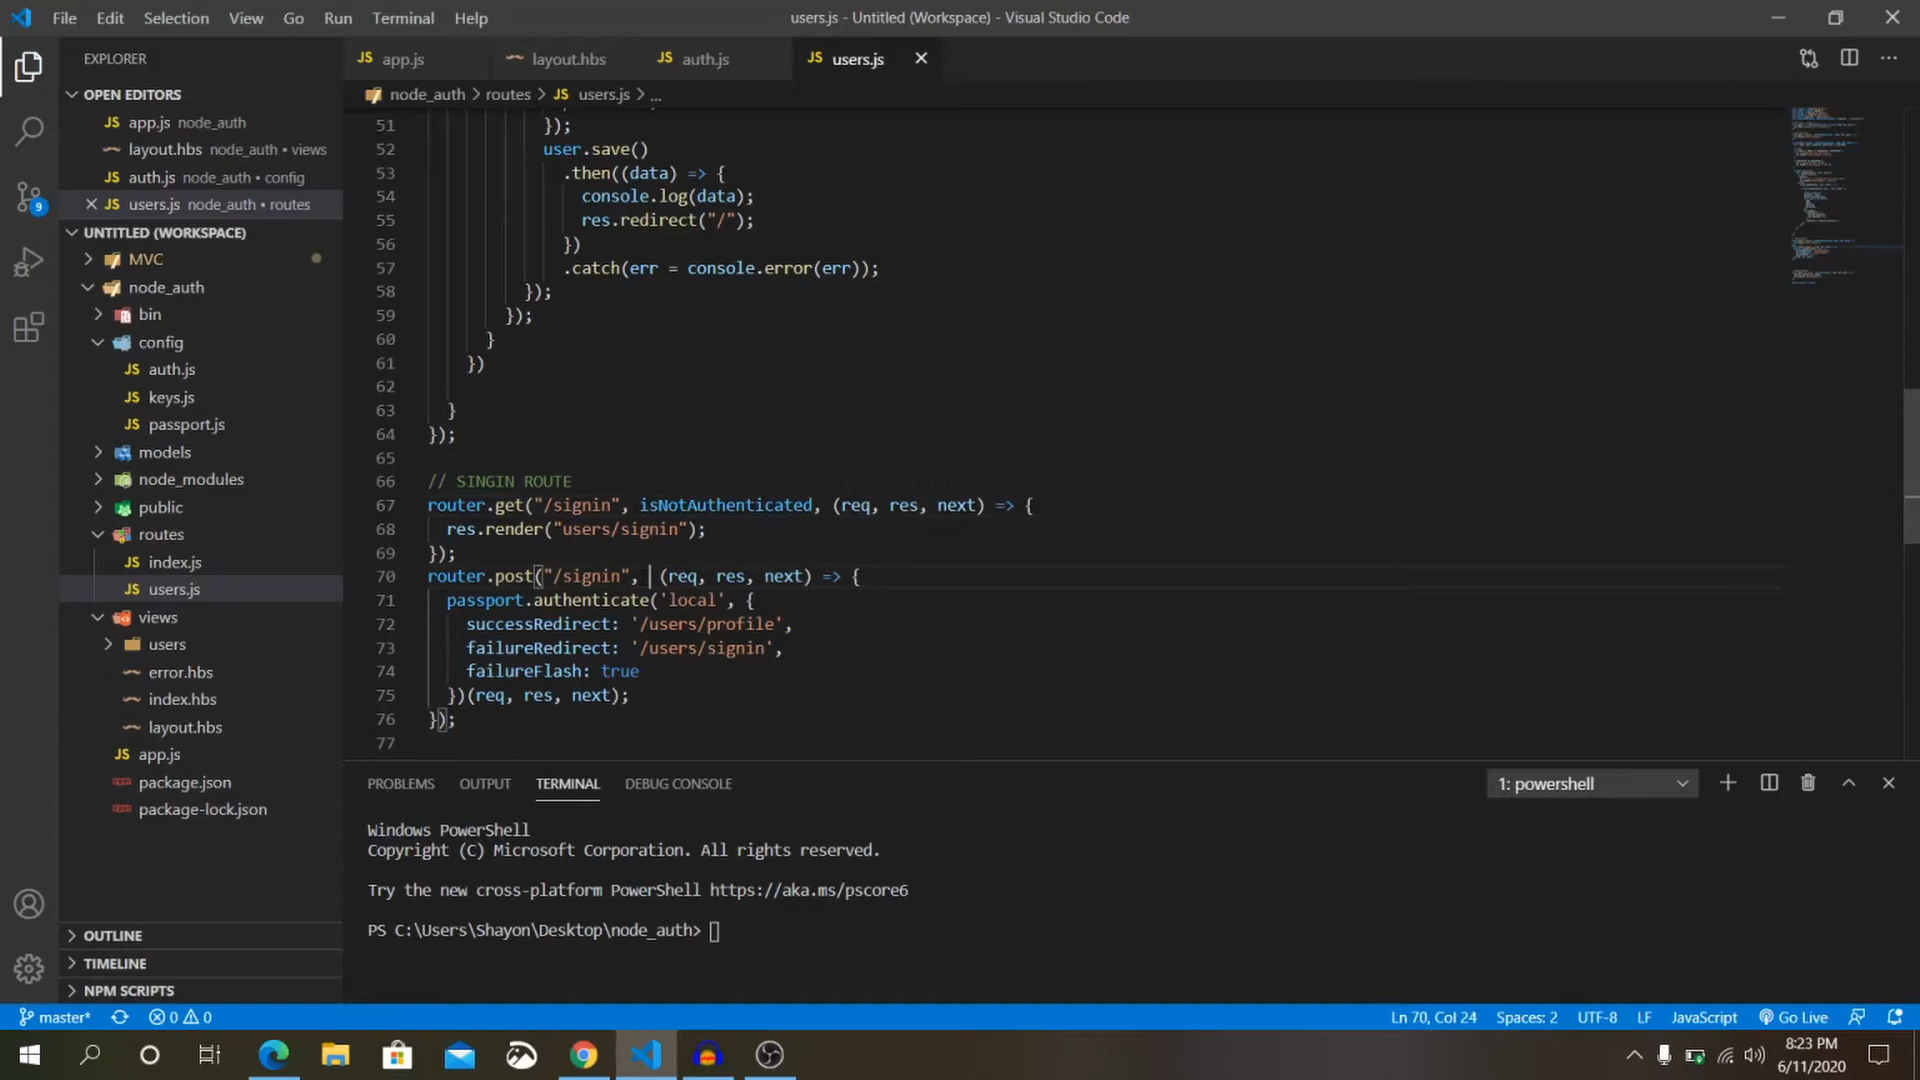 File Edit Selection View Go Run Terminal Help
users.js - Untitled (Workspace) - Visual Studio Code
EXPLORER
OPEN EDITORS
JS app.js node_auth
layout.hbs node_auth • views
JS auth.js node_auth • config
JS users.js node_auth • routes
UNTITLED (WORKSPACE)
MVC
node_auth
bin
config
JS auth.js
JS keys.js
JS passport.js
models
node_modules
public
routes
JS index.js
JS users.js
views
users
error.hbs
index.hbs
layout.hbs
JS app.js
package.json
package-lock.json
OUTLINE
TIMELINE
NPM SCRIPTS
9
JS app.js
layout.hbs
JS auth.js
JS users.js
node_auth > routes > JS users.js > ...
51 });
52 user.save()
53 .then((data) => {
54 console.log(data);
55 res.redirect("/");
56 })
57 .catch(err = console.error(err));
58 });
59 });
60 }
61 })
62
63 }
64 });
65
66 // SINGIN ROUTE
67 router.get("/signin", isNotAuthenticated, (req, res, next) => {
68 res.render("users/signin");
69 });
70 router.post("/signin", (req, res, next) => {
71 passport.authenticate('local', {
72 successRedirect: '/users/profile',
73 failureRedirect: '/users/signin',
74 failureFlash: true
75 })(req, res, next);
76 });
77
PROBLEMS OUTPUT TERMINAL DEBUG CONSOLE
1: powershell
Windows PowerShell
Copyright (C) Microsoft Corporation. All rights reserved.
Try the new cross-platform PowerShell https://aka.ms/pscore6
PS C:\Users\Shayon\Desktop\node_auth>
master* 0 0
Ln 70, Col 24 Spaces: 2 UTF-8 LF JavaScript Go Live
8:23 PM
6/11/2020